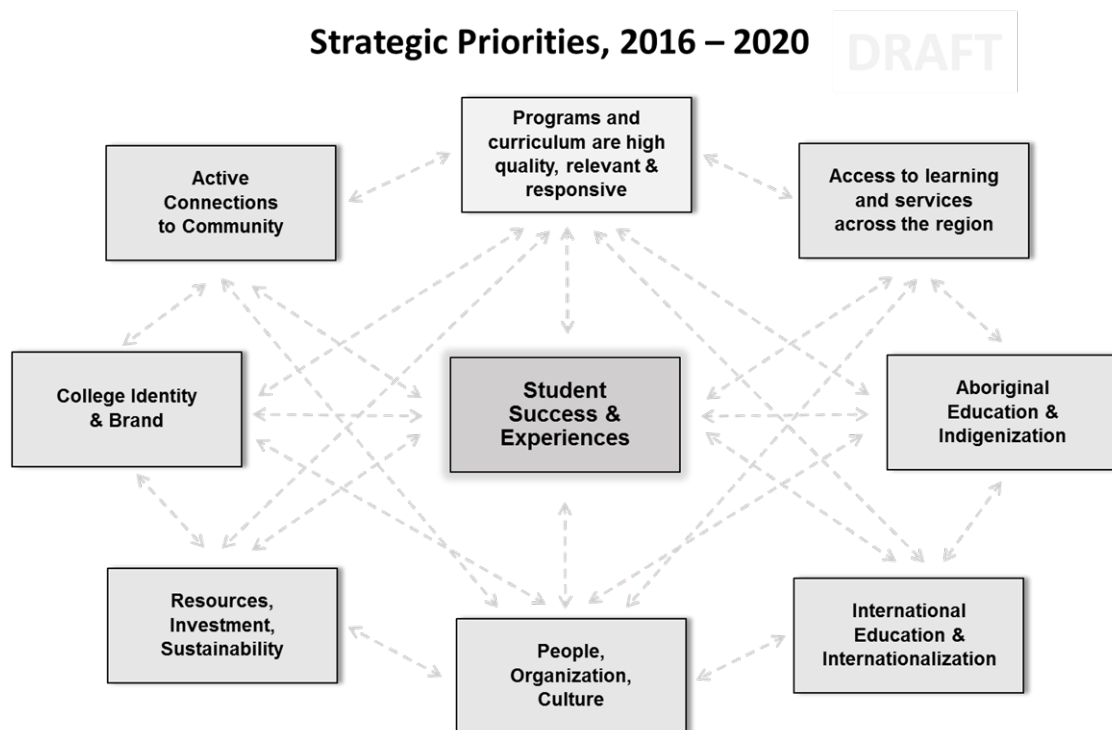 Strategic Priorities, 2016 – 2020
DRAFT
Programs and
curriculum are high
quality, relevant &
responsive
Active
Connections
to Community
Access to learning
and services
across the region
College Identity
& Brand
Student
Success &
Experiences
Aboriginal
Education &
Indigenization
Resources,
Investment,
Sustainability
People,
Organization,
Culture
International
Education &
Internationalization